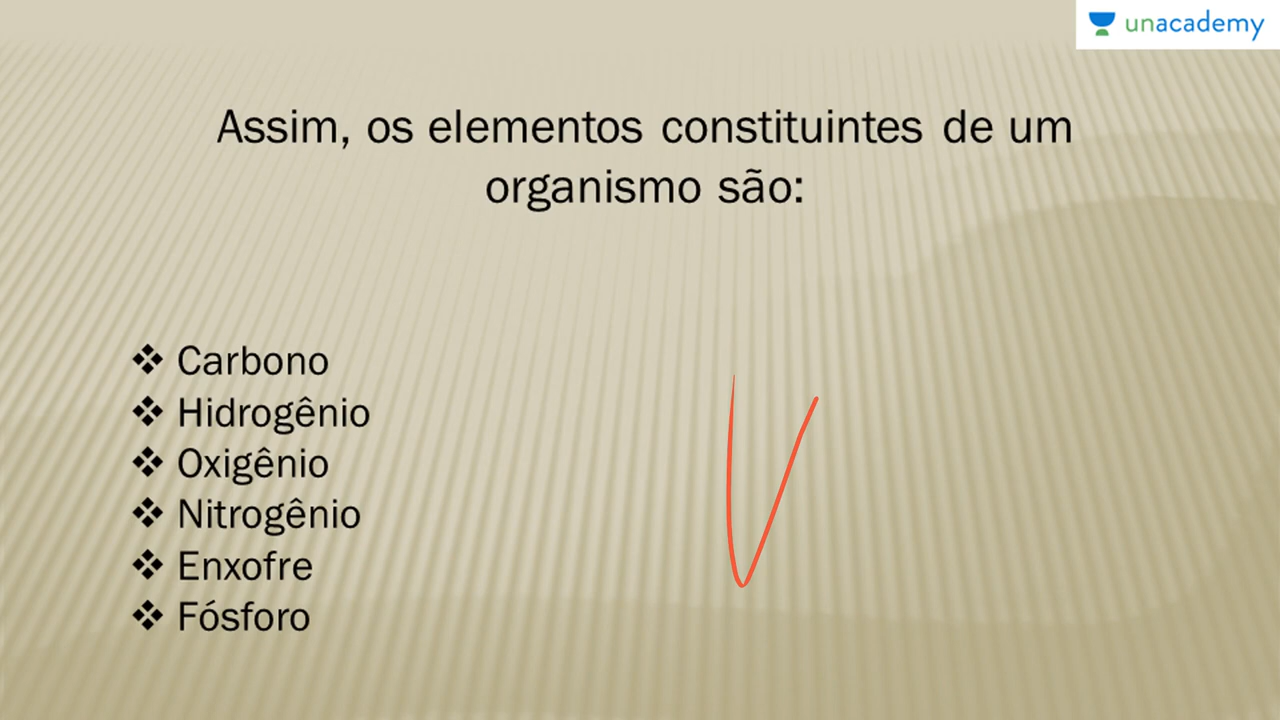 unacademy
Assim, os elementos constituintes de um
organismo são:
Carbono
Hidrogênio
Oxigênio
Nitrogênio
Enxofre
Fósforo